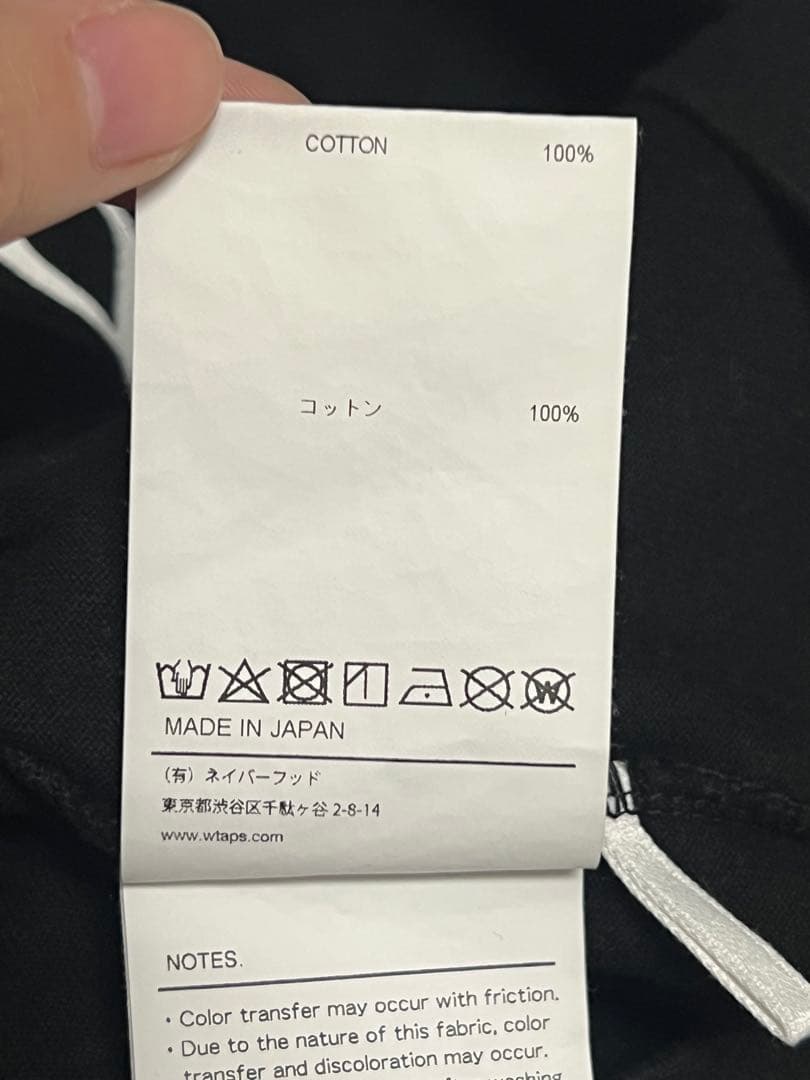 COTTON 100%
コットン 100%
W
MADE IN JAPAN
(有) ネイバーフッド
東京都渋谷区千駄ヶ谷 2-8-14
www.wtaps.com
NOTES.
・Color transfer may occur with friction.
・Due to the nature of this fabric, color
transfer and discoloration may occur.
washing